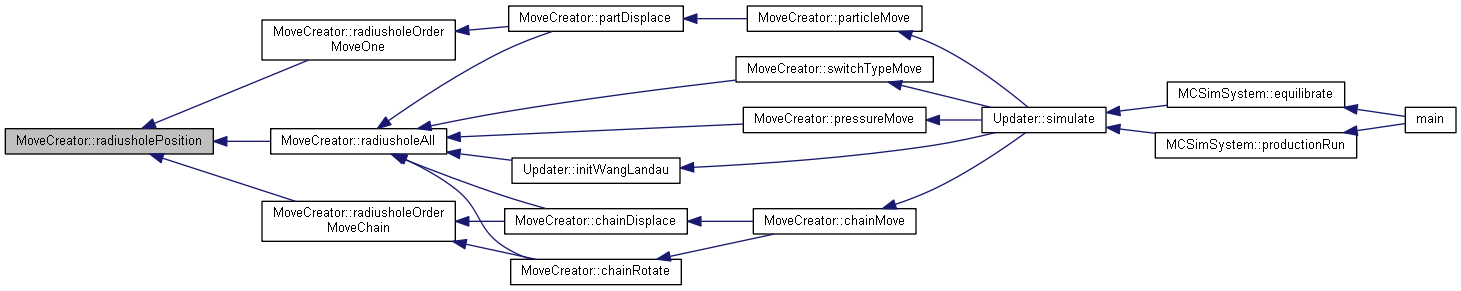 MoveCreator::radiusholePosition
MoveCreator::radiusholeOrder
MoveOne
MoveCreator::radiusholeAll
MoveCreator::radiusholeOrder
MoveChain
MoveCreator::partDisplace
MoveCreator::particleMove
MoveCreator::switchTypeMove
MoveCreator::pressureMove
Updater::initWangLandau
MoveCreator::chainDisplace
MoveCreator::chainRotate
MoveCreator::chainMove
Updater::simulate
MCSimSystem::equilibrate
MCSimSystem::productionRun
main